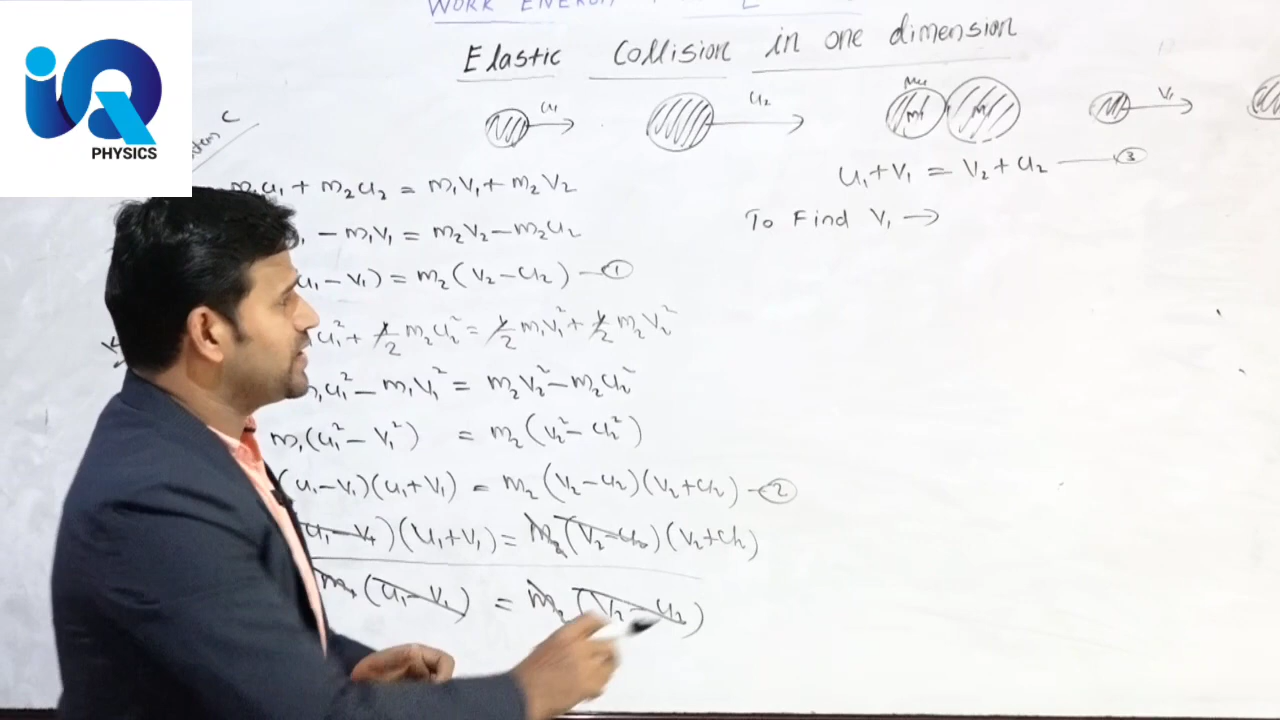 iQ
PHYSICS
WORK ENERGY
Elastic Collision in one dimension
u₁
u₂
m₁
m₂
V₁
m₁u₁ + m₂u₂ = m₁V₁ + m₂V₂
- m₁V₁ = m₂V₂ - m₂u₂
u₁ - V₁) = m₂(V₂ - u₂) — ①
u₁² + ½ m₂u₂² = ½ m₁V₁² + ½ m₂V₂²
m₁u₁² - m₁V₁² = m₂V₂² - m₂u₂²
m₁(u₁² - V₁²) = m₂(V₂² - u₂²)
(u₁-V₁)(u₁+V₁) = m₂(V₂-u₂)(V₂+u₂) — ②
(u₁-V₁)(u₁+V₁) = m₂(V₂-u₂)(V₂+u₂)
m₁(u₁-V₁) = m₂(V₂-u₂)
u₁+V₁ = V₂+u₂ — ③
To Find V₁ →